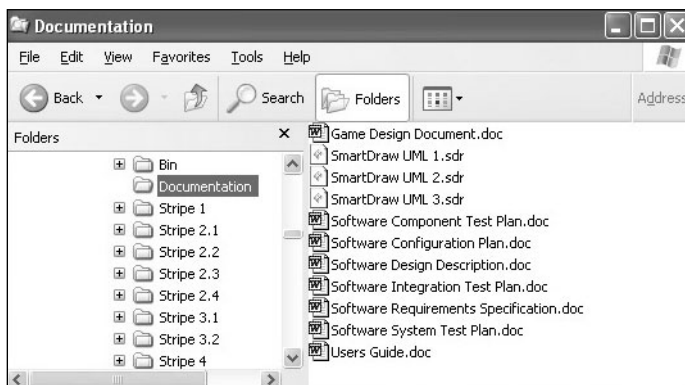 Documentation
File Edit View Favorites Tools Help
Back Search Folders Address
Folders
Bin
Documentation
Stripe 1
Stripe 2.1
Stripe 2.2
Stripe 2.3
Stripe 2.4
Stripe 3.1
Stripe 3.2
Stripe 4
Game Design Document.doc
SmartDraw UML 1.sdr
SmartDraw UML 2.sdr
SmartDraw UML 3.sdr
Software Component Test Plan.doc
Software Configuration Plan.doc
Software Design Description.doc
Software Integration Test Plan.doc
Software Requirements Specification.doc
Software System Test Plan.doc
Users Guide.doc